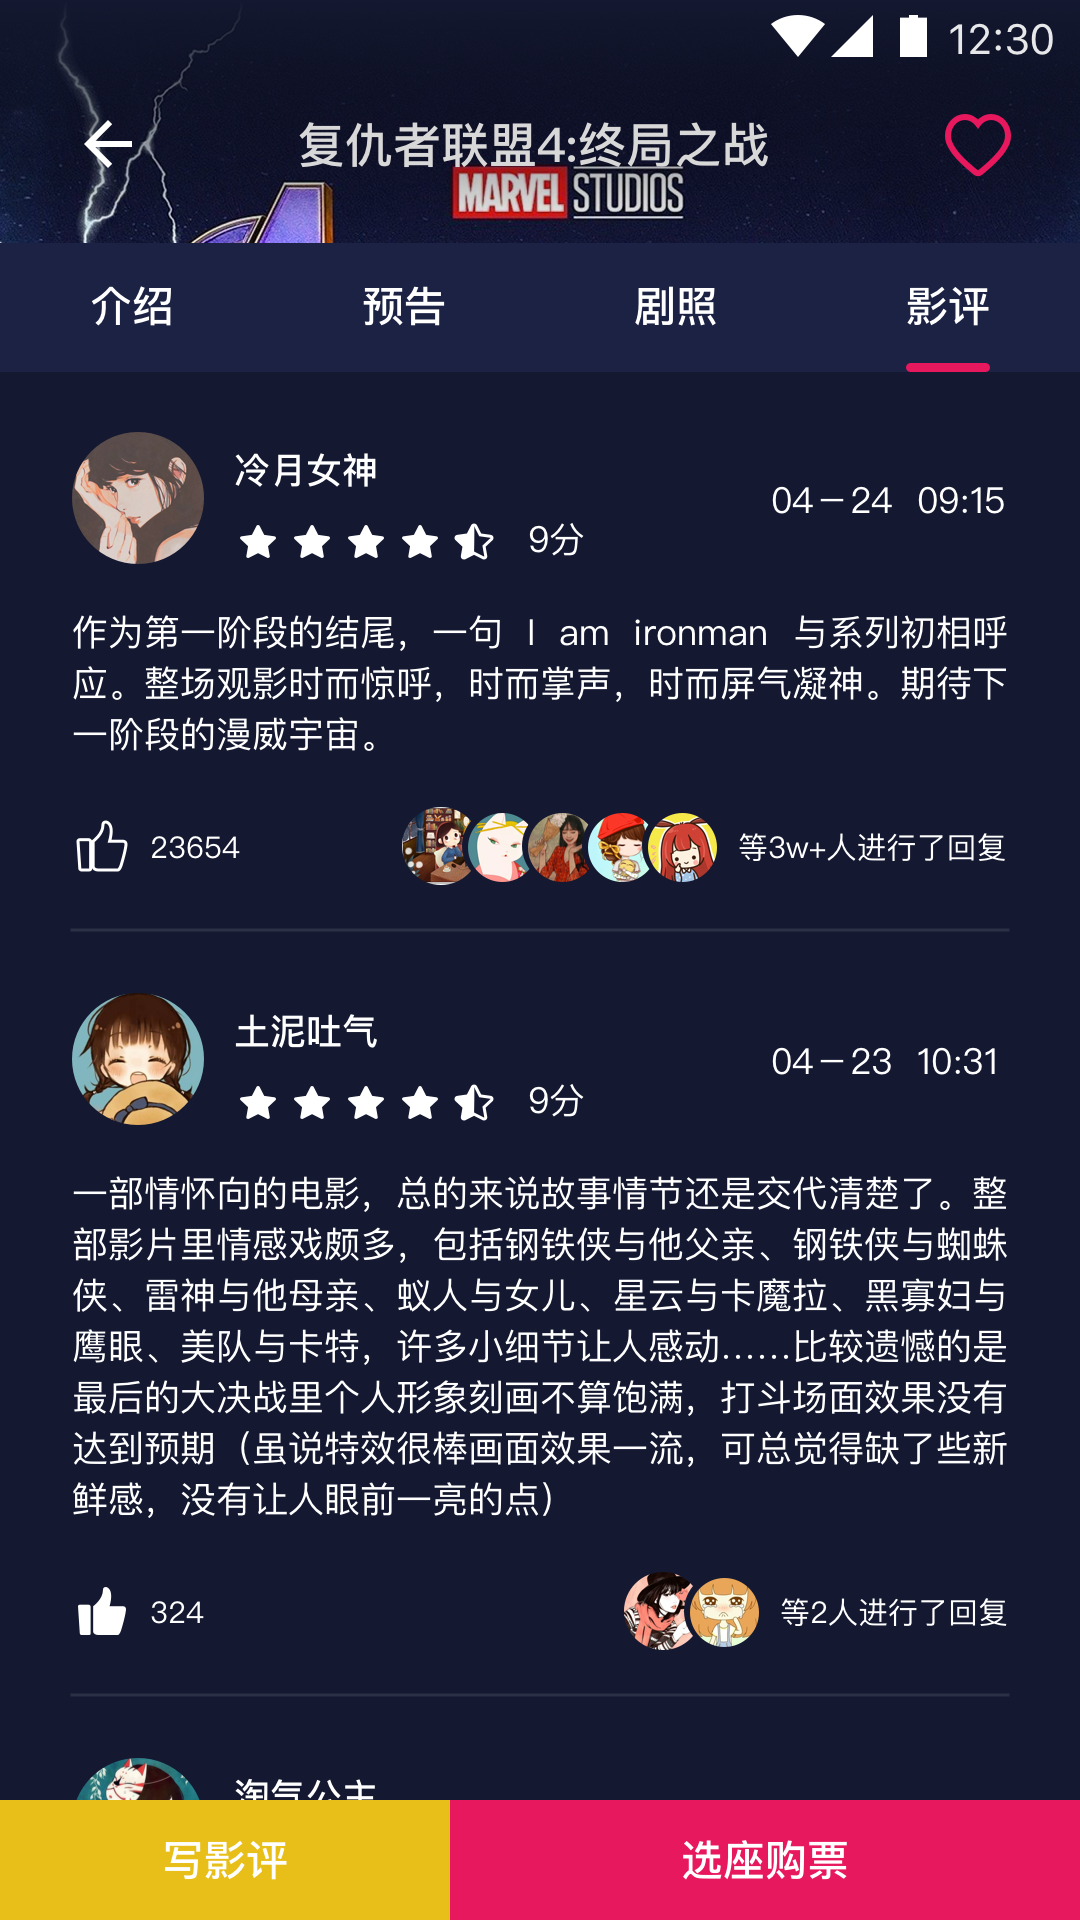 12:30
复仇者联盟4:终局之战
MARVEL STUDIOS
介绍 预告 剧照 影评
冷月女神
04－24 09:15
9分
作为第一阶段的结尾，一句 I am ironman 与系列初相呼
应。整场观影时而惊呼，时而掌声，时而屏气凝神。期待下
一阶段的漫威宇宙。
23654 等3w+人进行了回复
土泥吐气
04－23 10:31
9分
一部情怀向的电影，总的来说故事情节还是交代清楚了。整
部影片里情感戏颇多，包括钢铁侠与他父亲、钢铁侠与蜘蛛
侠、雷神与他母亲、蚁人与女儿、星云与卡魔拉、黑寡妇与
鹰眼、美队与卡特，许多小细节让人感动……比较遗憾的是
最后的大决战里个人形象刻画不算饱满，打斗场面效果没有
达到预期（虽说特效很棒画面效果一流，可总觉得缺了些新
鲜感，没有让人眼前一亮的点）
324 等2人进行了回复
淘气公主
写影评 选座购票